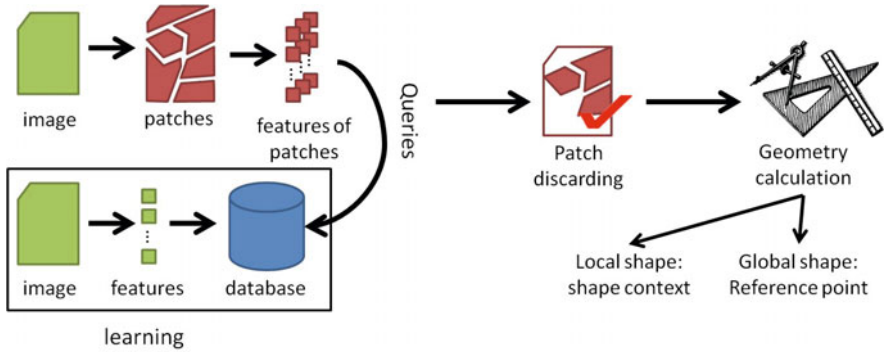 image
patches
features of
patches
Queries
Patch
discarding
Geometry
calculation
image
features
database
Local shape:
shape context
Global shape:
Reference point
learning